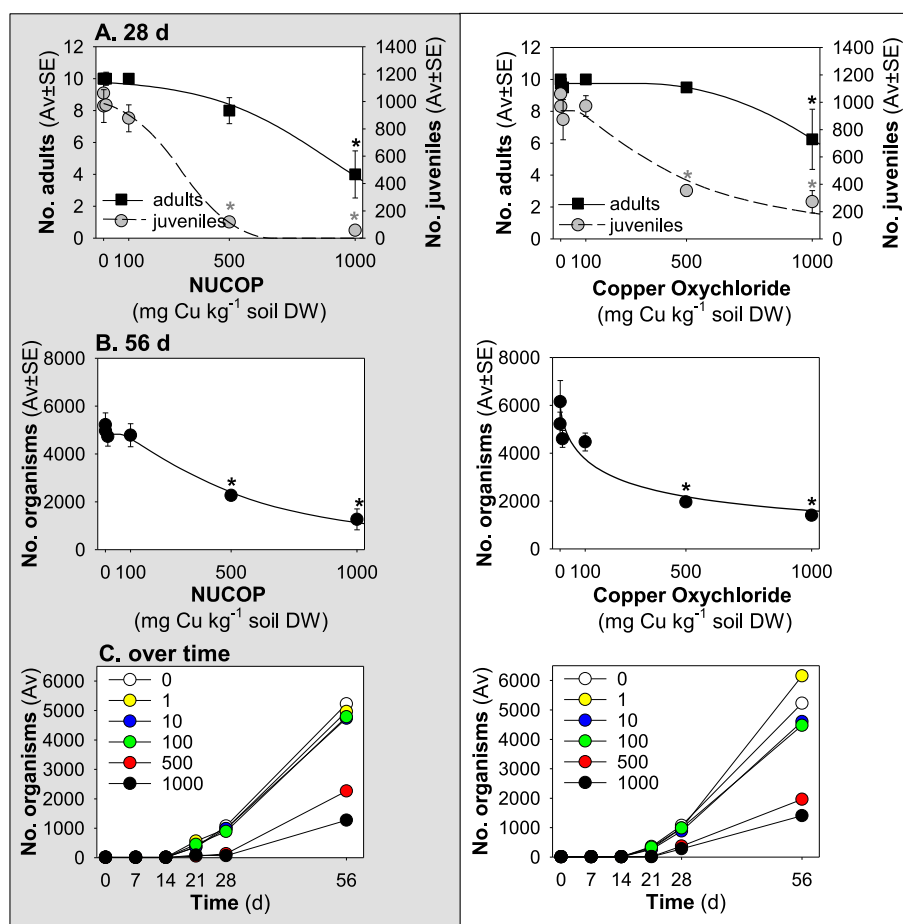 A. 28 d
12
10
8
6
4
2
0
No. adults (Av±SE)
1400
1200
1000
800
600
400
200
0
No. juveniles (Av±SE)
adults
juveniles
0 100 500 1000
* * *
NUCOP
(mg Cu kg⁻¹ soil DW)
12
10
8
6
4
2
0
No. adults (Av±SE)
1400
1200
1000
800
600
400
200
0
No. juveniles (Av±SE)
adults
juveniles
0 100 500 1000
* * *
Copper Oxychloride
(mg Cu kg⁻¹ soil DW)
B. 56 d
8000
6000
4000
2000
0
No. organisms (Av±SE)
* *
0 100 500 1000
NUCOP
(mg Cu kg⁻¹ soil DW)
8000
6000
4000
2000
0
No. organisms (Av±SE)
* *
0 100 500 1000
Copper Oxychloride
(mg Cu kg⁻¹ soil DW)
C. over time
No. organisms (Av)
6000
5000
4000
3000
2000
1000
0
0
1
10
100
500
1000
0 7 14 21 28 56
Time (d)
No. organisms (Av)
6000
5000
4000
3000
2000
1000
0
0
1
10
100
500
1000
0 7 14 21 28 56
Time (d)